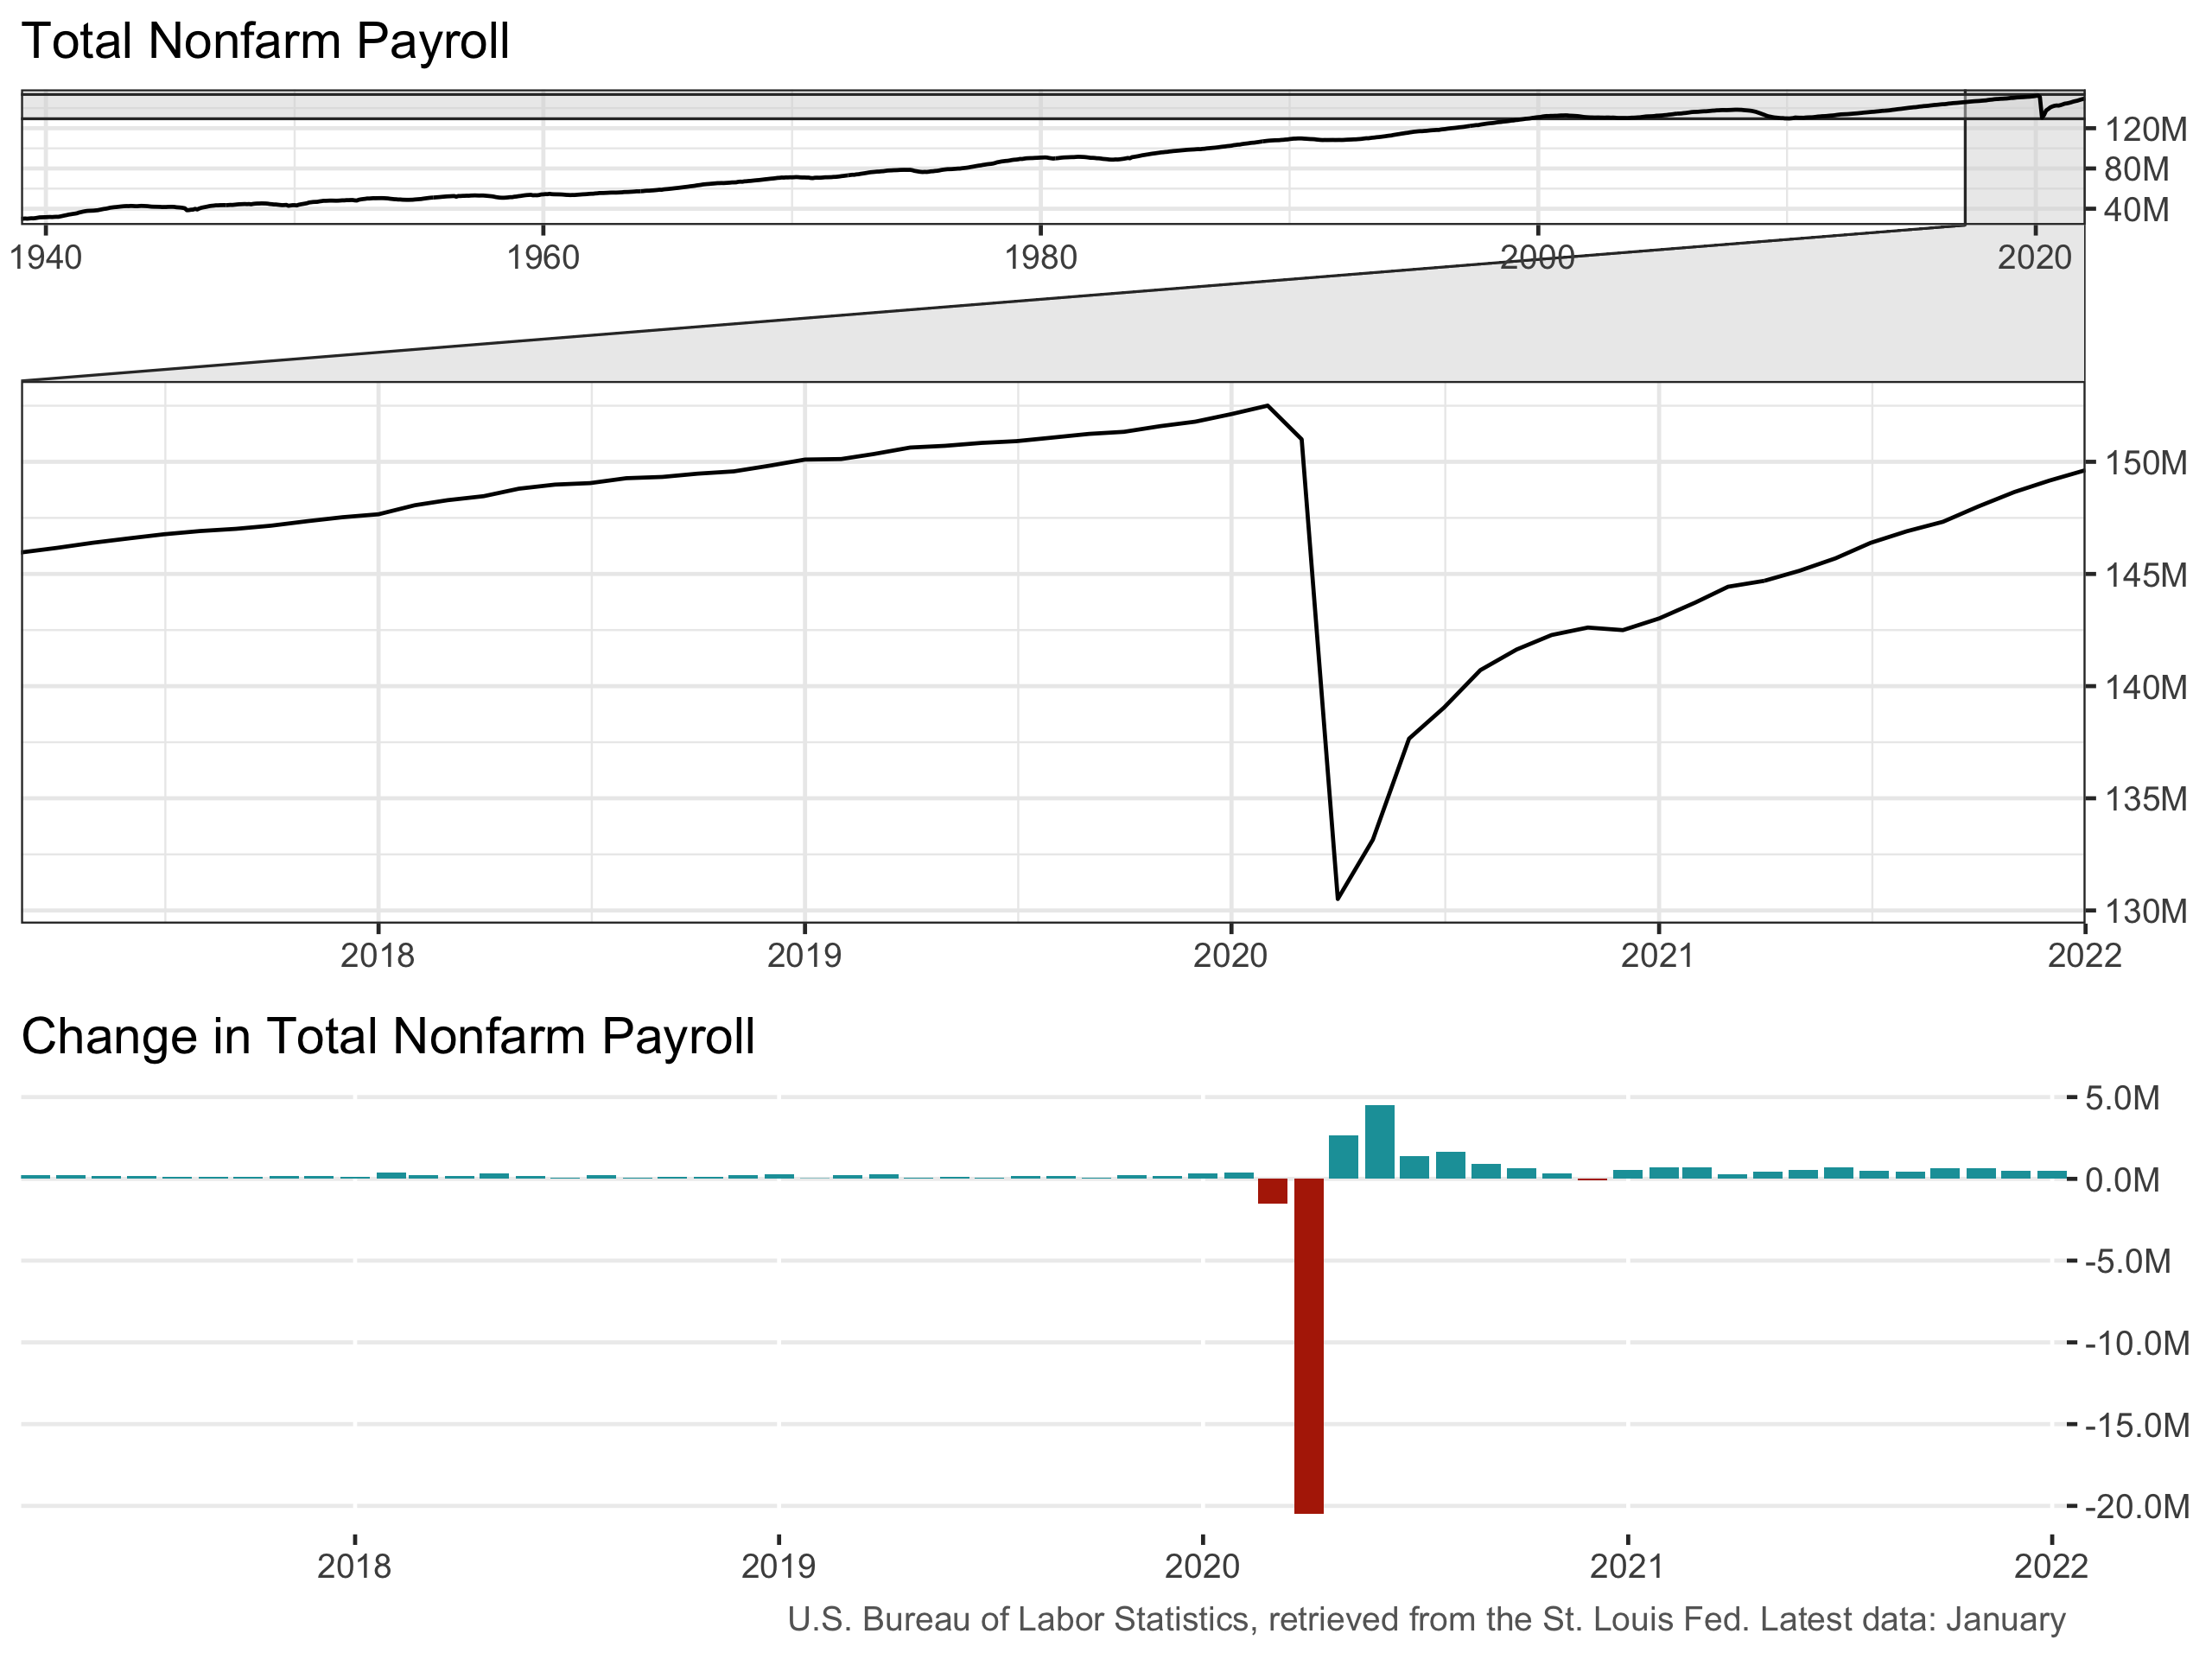 Total Nonfarm Payroll
120M
80M
40M
1940 1960 1980 2000 2020
150M
145M
140M
135M
130M
2018 2019 2020 2021 2022
Change in Total Nonfarm Payroll
5.0M
0.0M
-5.0M
-10.0M
-15.0M
-20.0M
2018 2019 2020 2021 2022
U.S. Bureau of Labor Statistics, retrieved from the St. Louis Fed. Latest data: January